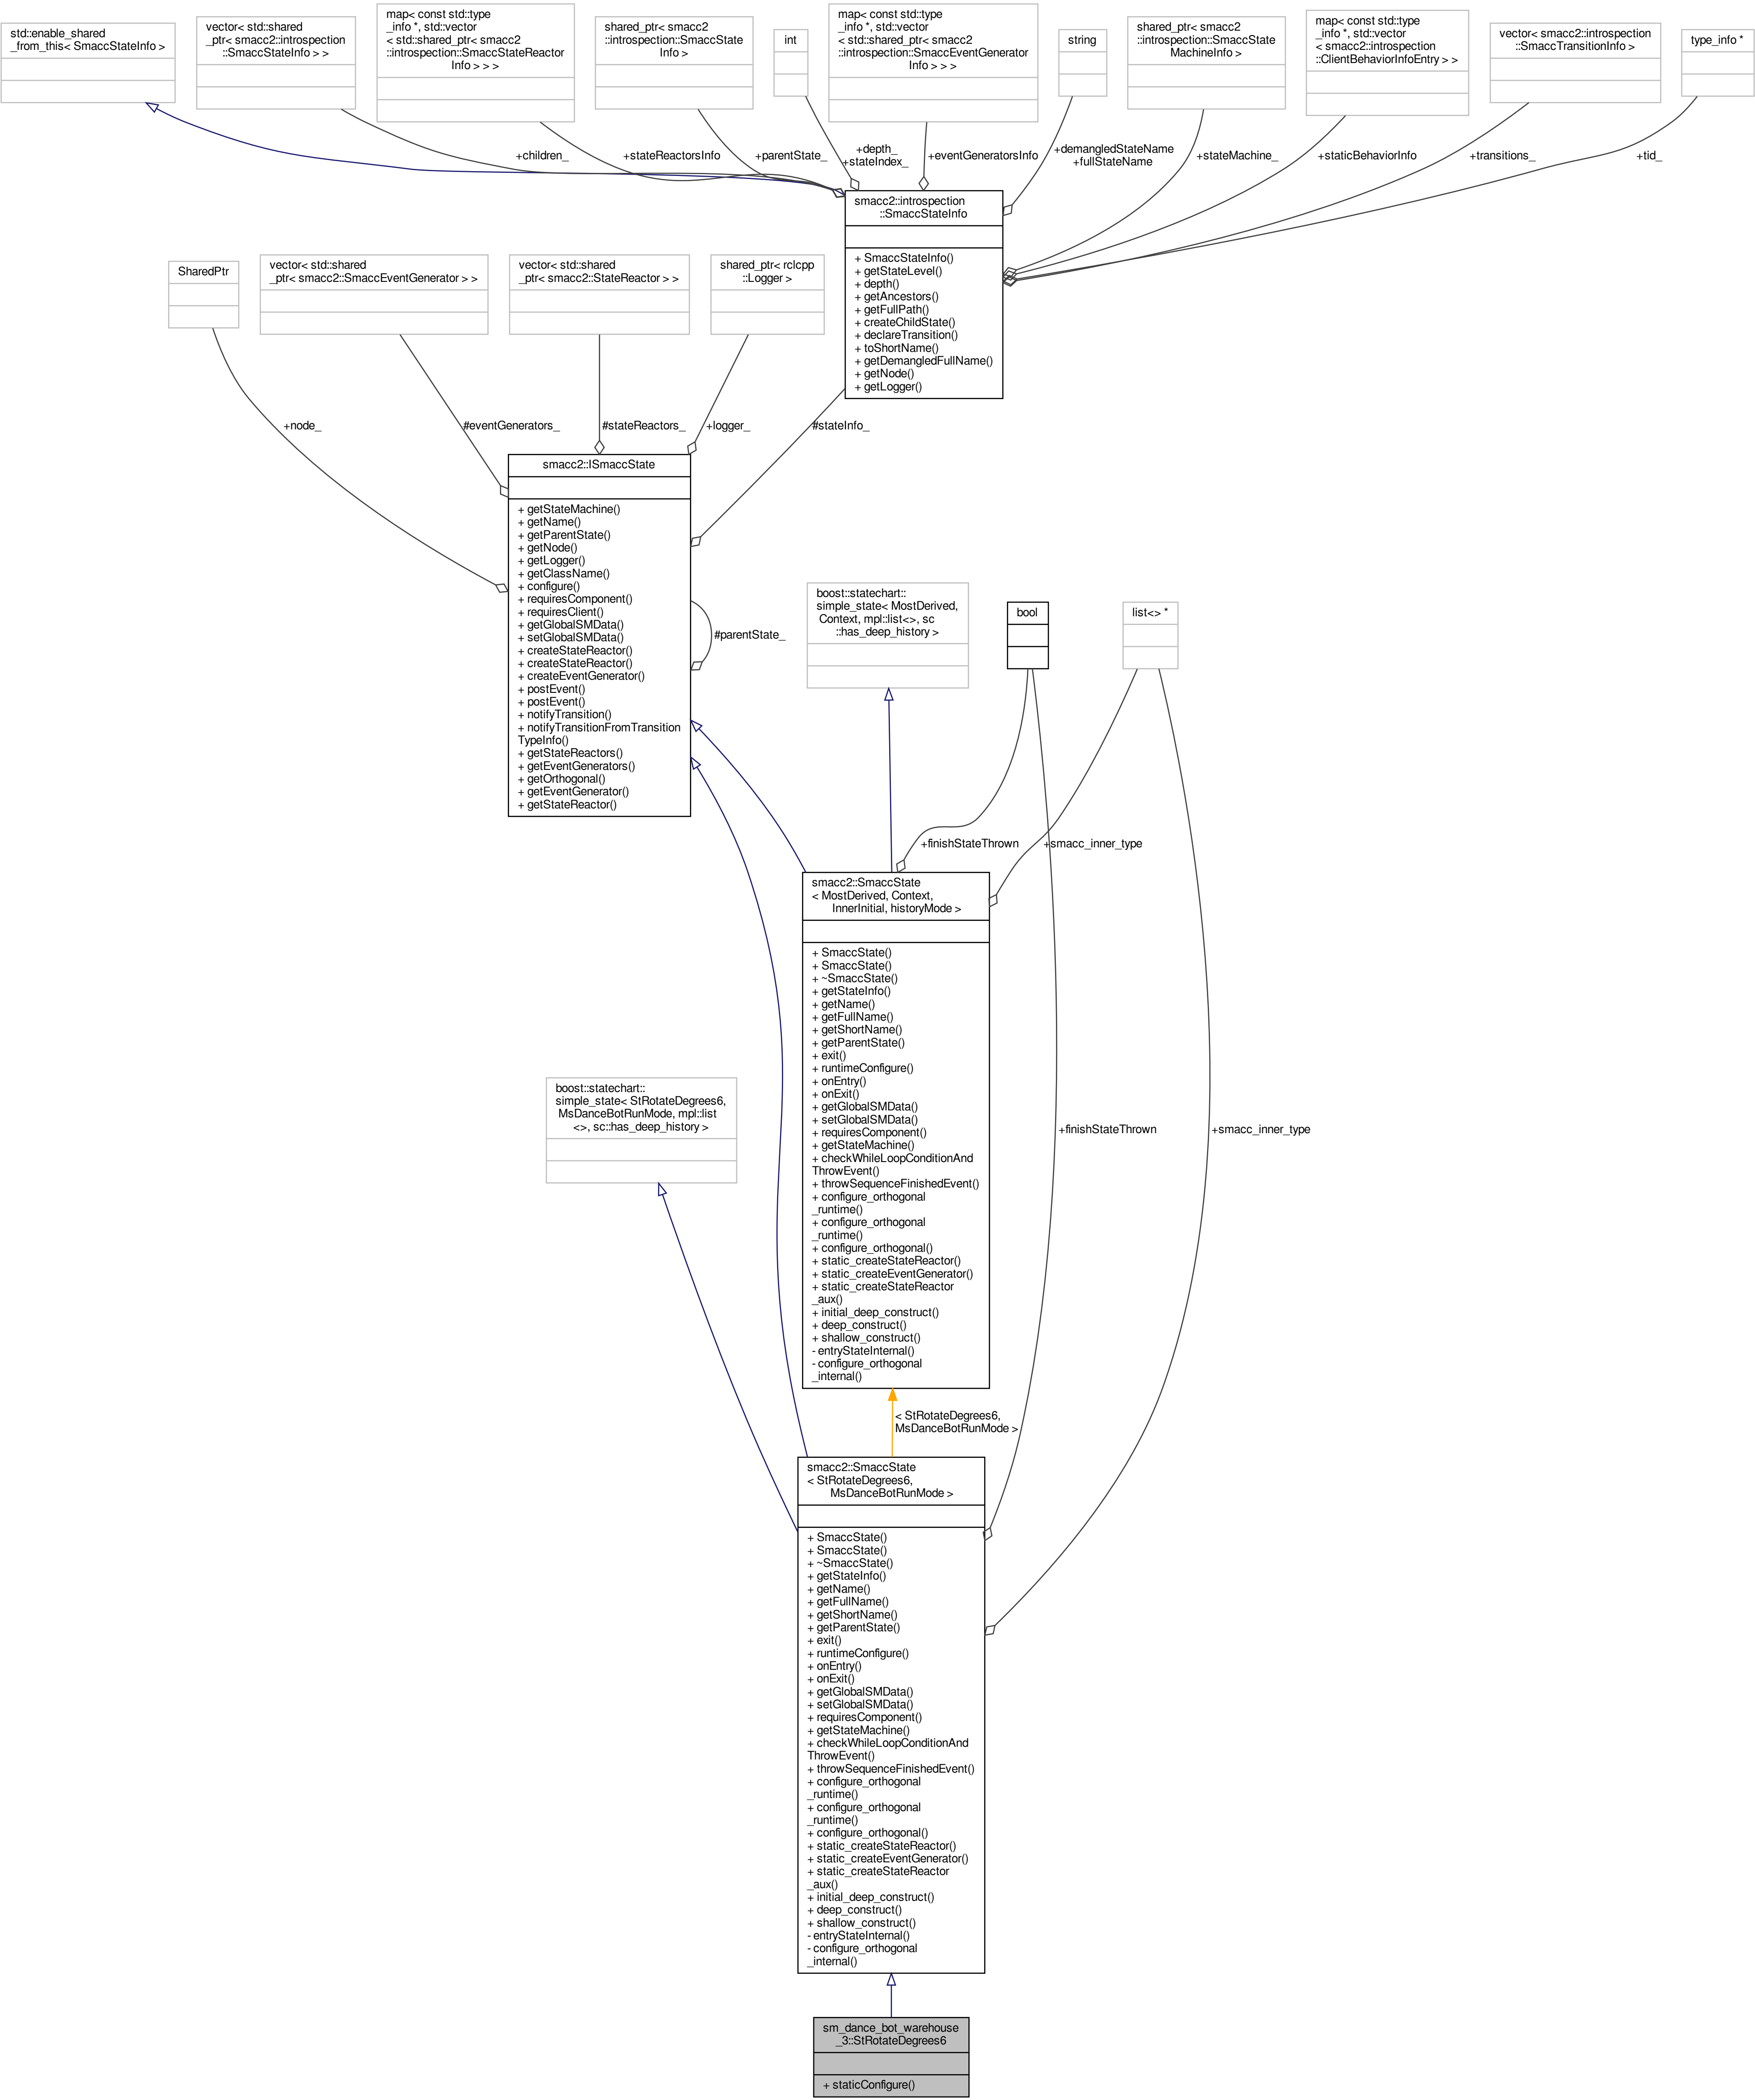 std::enable_shared
_from_this< SmaccStateInfo >
vector< std::shared
_ptr< smacc2::introspection
::SmaccStateInfo > >
map< const std::type
_info *, std::vector
< std::shared_ptr< smacc2
::introspection::SmaccStateReactor
Info > > >
shared_ptr< smacc2
::introspection::SmaccState
Info >
int
map< const std::type
_info *, std::vector
< std::shared_ptr< smacc2
::introspection::SmaccEventGenerator
Info > > >
string
shared_ptr< smacc2
::introspection::SmaccState
MachineInfo >
map< const std::type
_info *, std::vector
< smacc2::introspection
::ClientBehaviorInfoEntry > >
vector< smacc2::introspection
::SmaccTransitionInfo >
type_info *
+children_
+stateReactorsInfo
+parentState_
+depth_
+stateIndex_
+eventGeneratorsInfo
+demangledStateName
+fullStateName
+stateMachine_
+staticBehaviorInfo
+transitions_
+tid_
smacc2::introspection
::SmaccStateInfo
+ SmaccStateInfo()
+ getStateLevel()
+ depth()
+ getAncestors()
+ getFullPath()
+ createChildState()
+ declareTransition()
+ toShortName()
+ getDemangledFullName()
+ getNode()
+ getLogger()
SharedPtr
vector< std::shared
_ptr< smacc2::SmaccEventGenerator > >
vector< std::shared
_ptr< smacc2::StateReactor > >
shared_ptr< rclcpp
::Logger >
+node_
#eventGenerators_
#stateReactors_
+logger_
#stateInfo_
smacc2::ISmaccState
+ getStateMachine()
+ getName()
+ getParentState()
+ getNode()
+ getLogger()
+ getClassName()
+ configure()
+ requiresComponent()
+ requiresClient()
+ getGlobalSMData()
+ setGlobalSMData()
+ createStateReactor()
+ createStateReactor()
+ createEventGenerator()
+ postEvent()
+ postEvent()
+ notifyTransition()
+ notifyTransitionFromTransition
TypeInfo()
+ getStateReactors()
+ getEventGenerators()
+ getOrthogonal()
+ getEventGenerator()
+ getStateReactor()
#parentState_
boost::statechart::
simple_state< MostDerived,
Context, mpl::list<>, sc
::has_deep_history >
bool
list<> *
+finishStateThrown
+smacc_inner_type
smacc2::SmaccState
< MostDerived, Context,
InnerInitial, historyMode >
+ SmaccState()
+ SmaccState()
+ ~SmaccState()
+ getStateInfo()
+ getName()
+ getFullName()
+ getShortName()
+ getParentState()
+ exit()
+ runtimeConfigure()
+ onEntry()
+ onExit()
+ getGlobalSMData()
+ setGlobalSMData()
+ requiresComponent()
+ getStateMachine()
+ checkWhileLoopConditionAnd
ThrowEvent()
+ throwSequenceFinishedEvent()
+ configure_orthogonal
_runtime()
+ configure_orthogonal
_runtime()
+ configure_orthogonal()
+ static_createStateReactor()
+ static_createEventGenerator()
+ static_createStateReactor
_aux()
+ initial_deep_construct()
+ deep_construct()
+ shallow_construct()
- entryStateInternal()
- configure_orthogonal
_internal()
boost::statechart::
simple_state< StRotateDegrees6,
MsDanceBotRunMode, mpl::list
<>, sc::has_deep_history >
+finishStateThrown
+smacc_inner_type
< StRotateDegrees6,
MsDanceBotRunMode >
smacc2::SmaccState
< StRotateDegrees6,
MsDanceBotRunMode >
+ SmaccState()
+ SmaccState()
+ ~SmaccState()
+ getStateInfo()
+ getName()
+ getFullName()
+ getShortName()
+ getParentState()
+ exit()
+ runtimeConfigure()
+ onEntry()
+ onExit()
+ getGlobalSMData()
+ setGlobalSMData()
+ requiresComponent()
+ getStateMachine()
+ checkWhileLoopConditionAnd
ThrowEvent()
+ throwSequenceFinishedEvent()
+ configure_orthogonal
_runtime()
+ configure_orthogonal
_runtime()
+ configure_orthogonal()
+ static_createStateReactor()
+ static_createEventGenerator()
+ static_createStateReactor
_aux()
+ initial_deep_construct()
+ deep_construct()
+ shallow_construct()
- entryStateInternal()
- configure_orthogonal
_internal()
sm_dance_bot_warehouse
_3::StRotateDegrees6
+ staticConfigure()